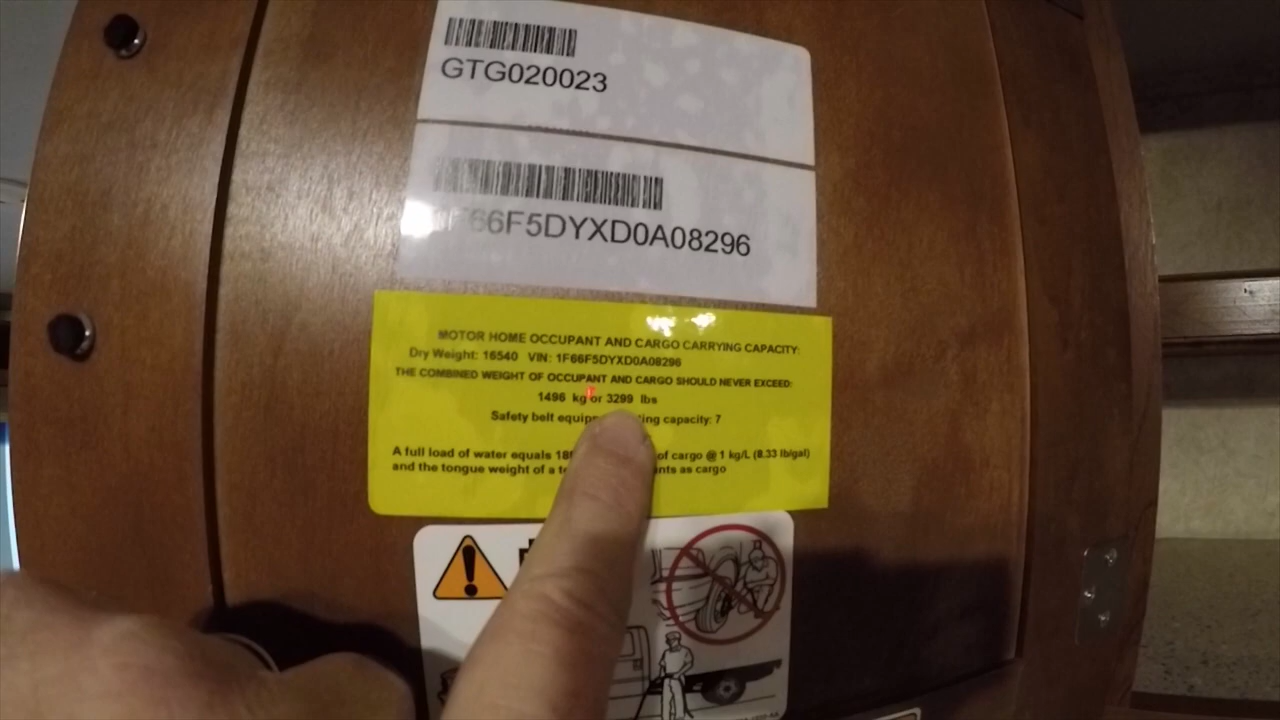 GTG020023
F66F5DYXD0A08296
MOTOR HOME OCCUPANT AND CARGO CARRYING CAPACITY:
Dry Weight: 16540 VIN: 1F66F5DYXD0A08296
THE COMBINED WEIGHT OF OCCUPANT AND CARGO SHOULD NEVER EXCEED:
1496 kg or 3299 lbs
Safety belt capacity: 7
A full load of water equals of cargo @ 1 kg/L (8.33 lb/gal)
and the tongue weight of a as cargo